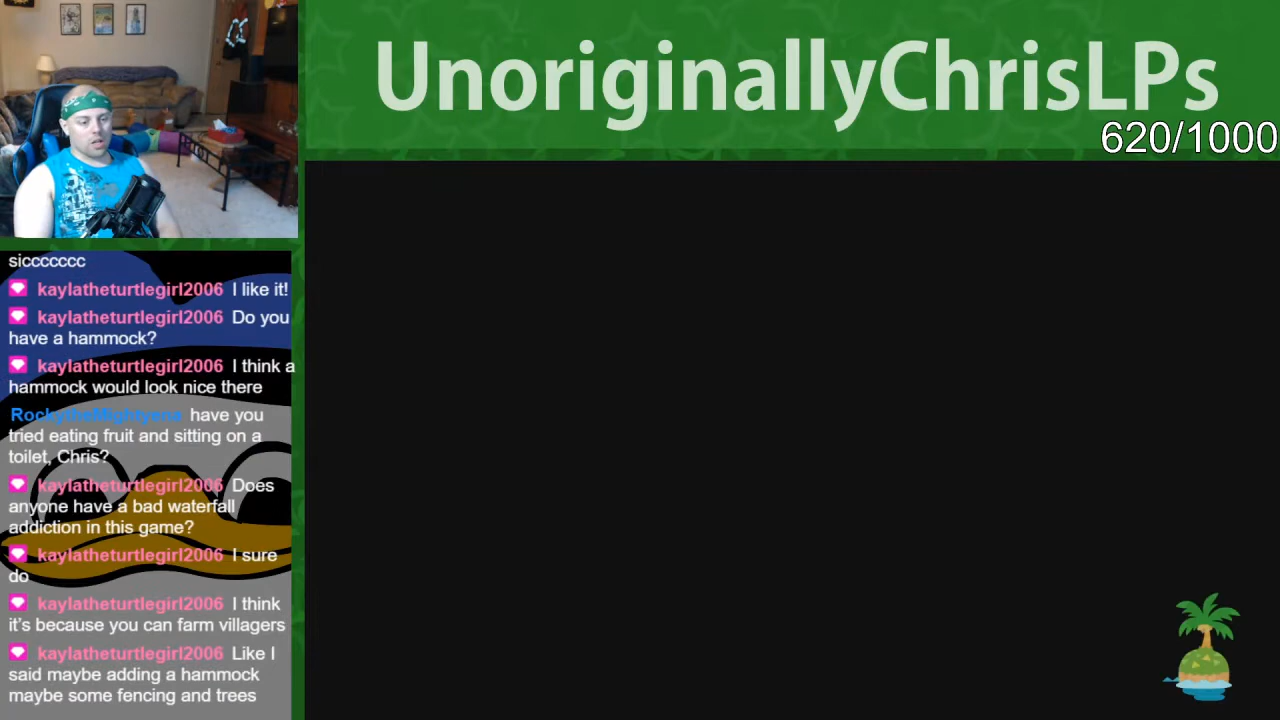 UnoriginallyChrisLPs
620/1000
siccccccc
kaylatheturtlegirl2006 I like it!
kaylatheturtlegirl2006 Do you
have a hammock?
kaylatheturtlegirl2006 I think a
hammock would look nice there
RockytheMightyena have you
tried eating fruit and sitting on a
toilet, Chris?
kaylatheturtlegirl2006 Does
anyone have a bad waterfall
addiction in this game?
kaylatheturtlegirl2006 I sure
do
kaylatheturtlegirl2006 I think
it's because you can farm villagers
kaylatheturtlegirl2006 Like I
said maybe adding a hammock
maybe some fencing and trees